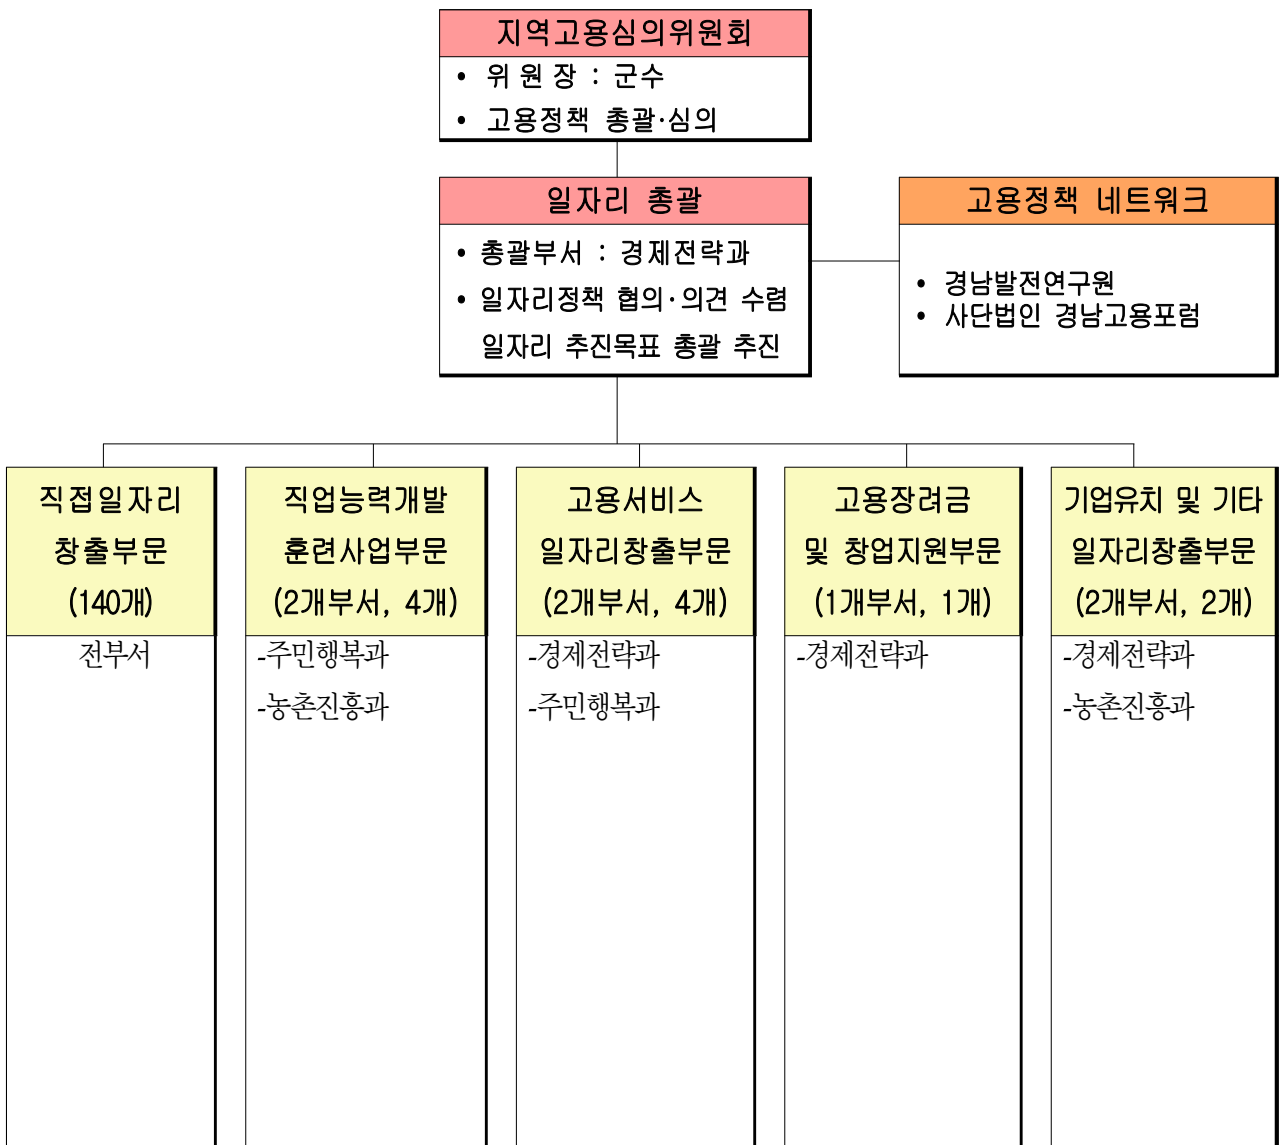 지역고용심의위원회
• 위 원 장 : 군수
• 고용정책 총괄·심의
일자리 총괄
• 총괄부서 : 경제전략과
• 일자리정책 협의·의견 수렴
일자리 추진목표 총괄 추진
고용정책 네트워크
• 경남발전연구원
• 사단법인 경남고용포럼
직접일자리
창출부문
(140개)
전부서
직업능력개발
훈련사업부문
(2개부서, 4개)
-주민행복과
-농촌진흥과
고용서비스
일자리창출부문
(2개부서, 4개)
-경제전략과
-주민행복과
고용장려금
및 창업지원부문
(1개부서, 1개)
-경제전략과
기업유치 및 기타
일자리창출부문
(2개부서, 2개)
-경제전략과
-농촌진흥과